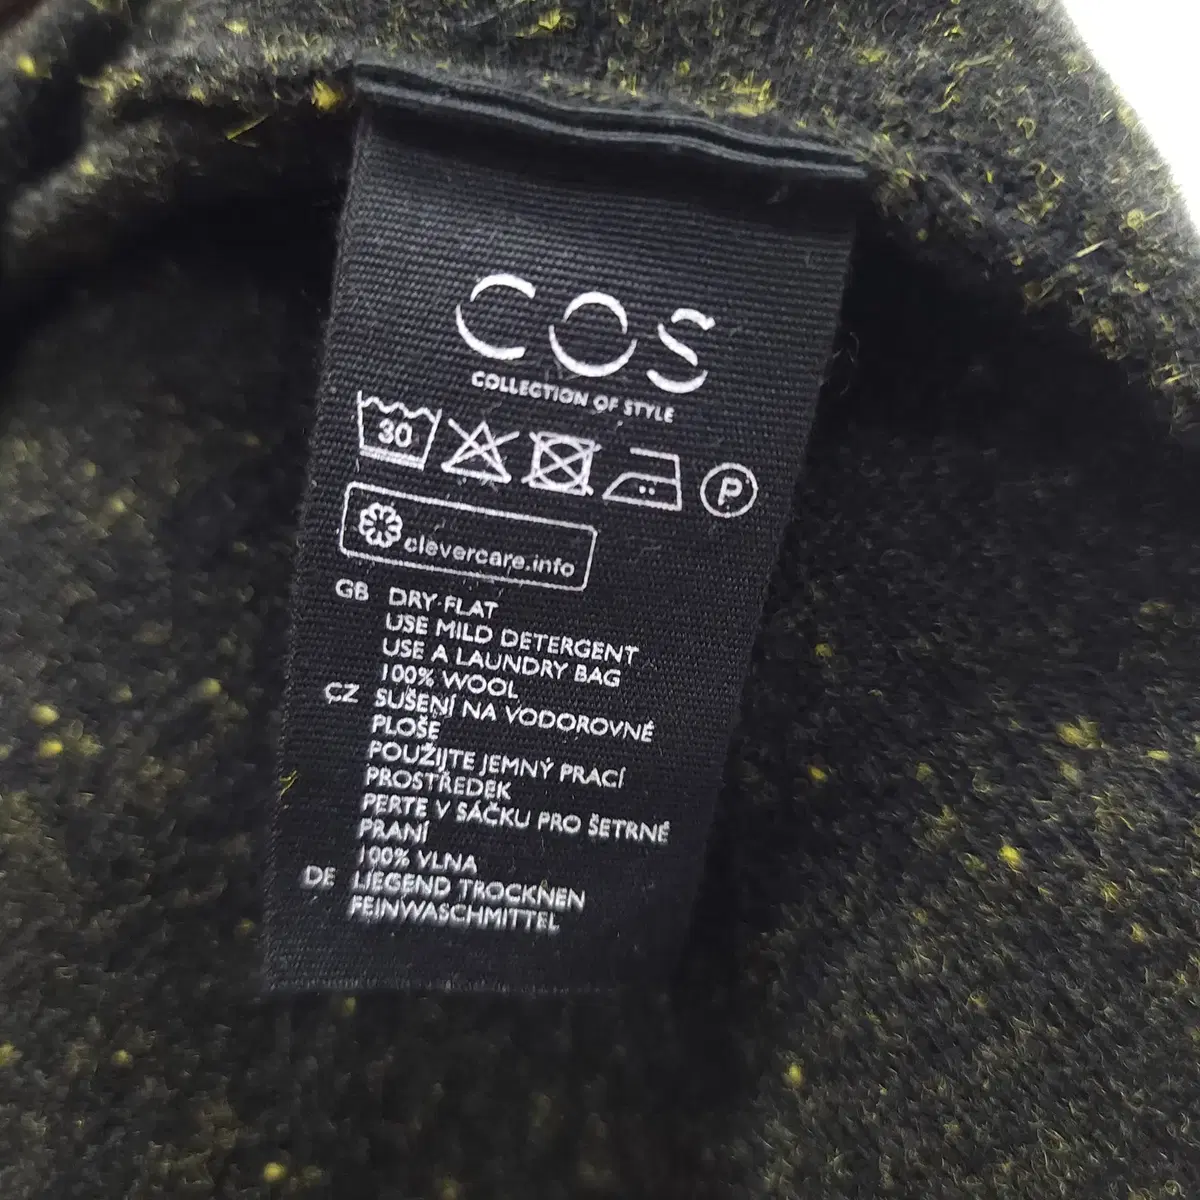 COS
COLLECTION OF STYLE
30
P
clevercare.info
GB DRY FLAT
USE MILD DETERGENT
USE A LAUNDRY BAG
100% WOOL
CZ SUŠENÍ NA VODOROVNÉ
PLOŠE
POUŽIJTE JEMNÝ PRACÍ
PROSTŘEDEK
PERTE V SÁČKU PRO ŠETRNÉ
PRANÍ
100% VLNA
DE LIEGEND TROCKNEN
FEINWASCHMITTEL